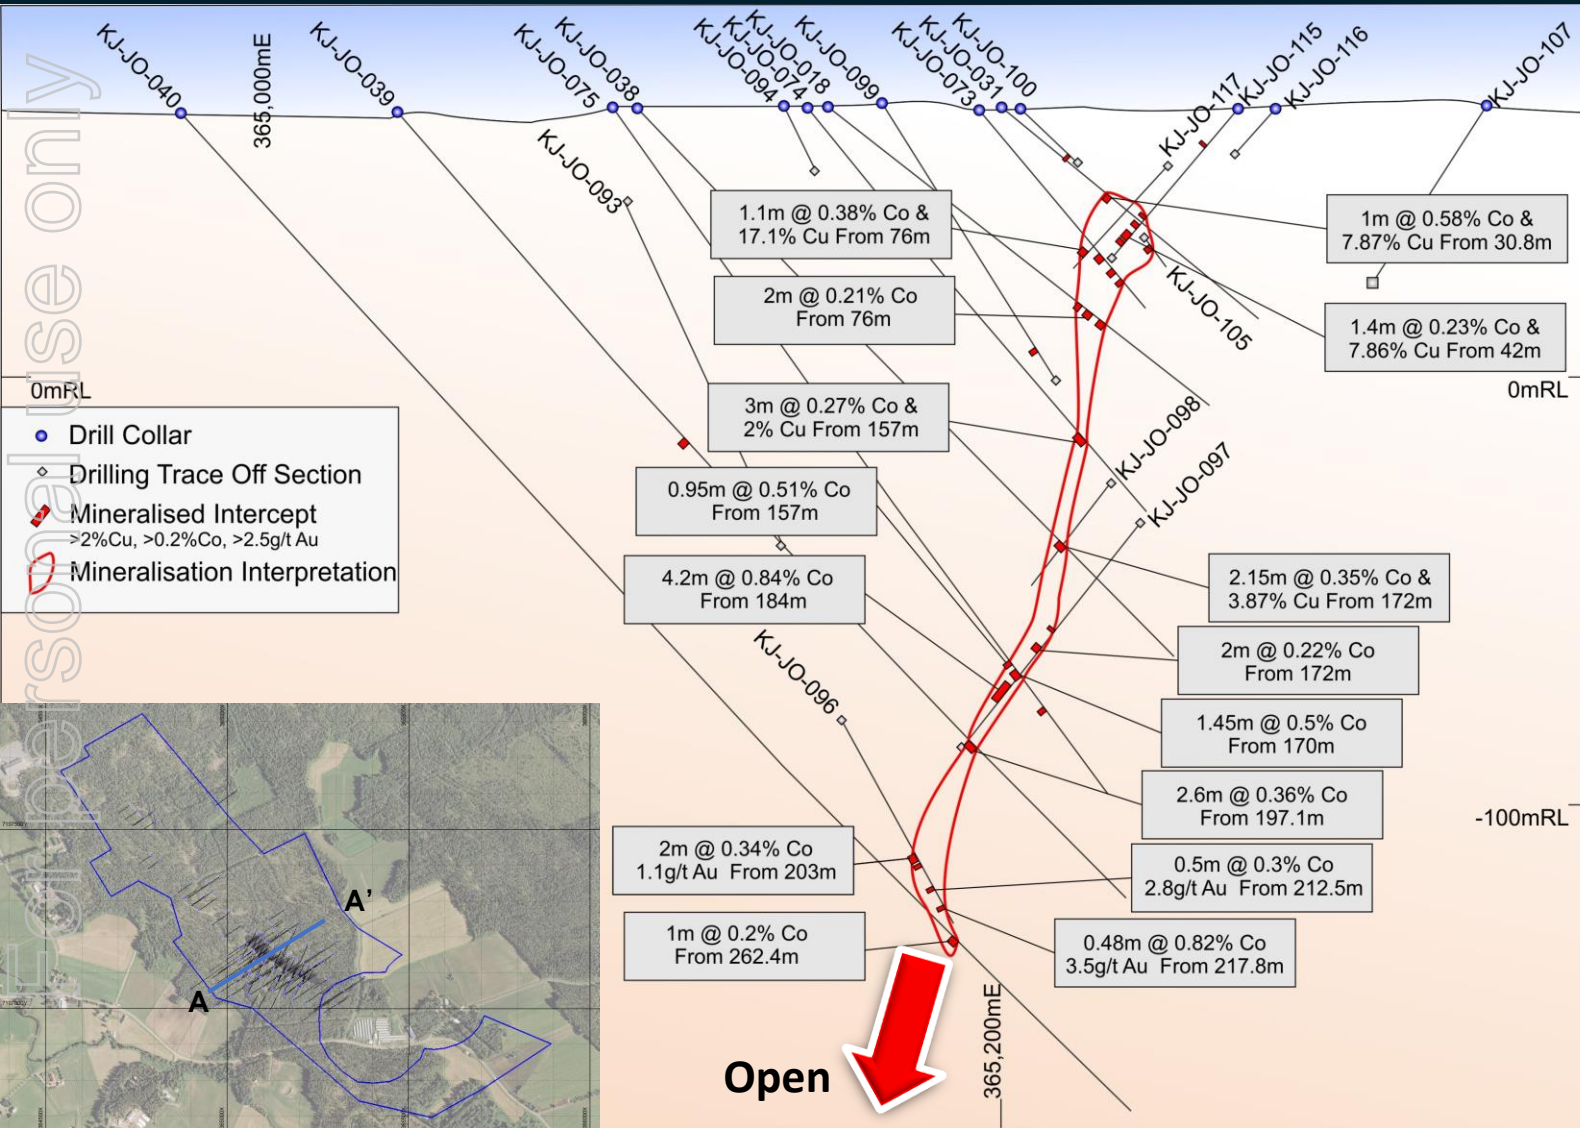 For personal use only
KJ-JO-040
365,000mE
KJ-JO-039
KJ-JO-075
KJ-JO-038
KJ-JO-094
KJ-JO-074
KJ-JO-018
KJ-JO-099
KJ-JO-073
KJ-JO-031
KJ-JO-100
KJ-JO-117
KJ-JO-115
KJ-JO-116
KJ-JO-107
KJ-JO-093
1.1m @ 0.38% Co &
17.1% Cu From 76m
1m @ 0.58% Co &
7.87% Cu From 30.8m
2m @ 0.21% Co
From 76m
KJ-JO-105
1.4m @ 0.23% Co &
7.86% Cu From 42m
0mRL
0mRL
Drill Collar
Drilling Trace Off Section
Mineralised Intercept
>2%Cu, >0.2%Co, >2.5g/t Au
Mineralisation Interpretation
3m @ 0.27% Co &
2% Cu From 157m
KJ-JO-098
KJ-JO-097
0.95m @ 0.51% Co
From 157m
4.2m @ 0.84% Co
From 184m
2.15m @ 0.35% Co &
3.87% Cu From 172m
KJ-JO-096
2m @ 0.22% Co
From 172m
1.45m @ 0.5% Co
From 170m
2.6m @ 0.36% Co
From 197.1m
-100mRL
2m @ 0.34% Co
1.1g/t Au From 203m
0.5m @ 0.3% Co
2.8g/t Au From 212.5m
1m @ 0.2% Co
From 262.4m
0.48m @ 0.82% Co
3.5g/t Au From 217.8m
A'
A
365,200mE
Open